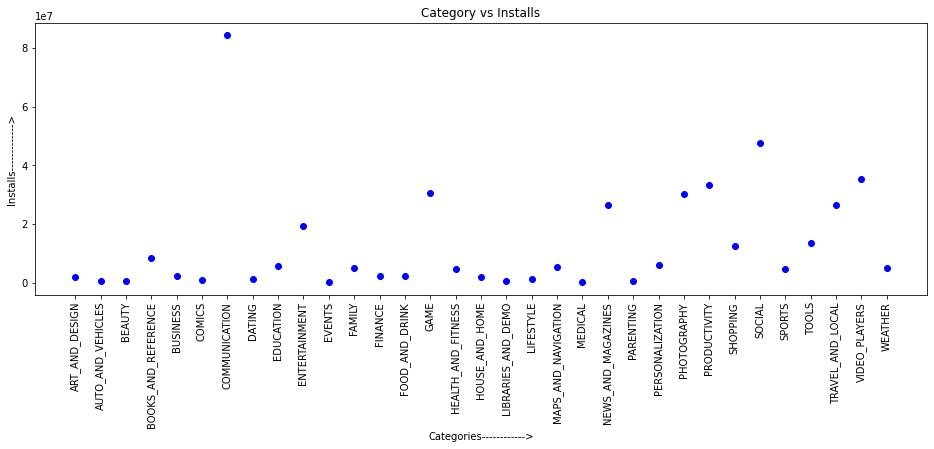 Category vs Installs
1e7
8
6
4
2
0
Installs------------->
ART_AND_DESIGN
AUTO_AND_VEHICLES
BEAUTY
BOOKS_AND_REFERENCE
BUSINESS
COMICS
COMMUNICATION
DATING
EDUCATION
ENTERTAINMENT
EVENTS
FAMILY
FINANCE
FOOD_AND_DRINK
GAME
HEALTH_AND_FITNESS
HOUSE_AND_HOME
LIBRARIES_AND_DEMO
LIFESTYLE
MAPS_AND_NAVIGATION
MEDICAL
NEWS_AND_MAGAZINES
PARENTING
PERSONALIZATION
PHOTOGRAPHY
PRODUCTIVITY
SHOPPING
SOCIAL
SPORTS
TOOLS
TRAVEL_AND_LOCAL
VIDEO_PLAYERS
WEATHER
Categories------------>